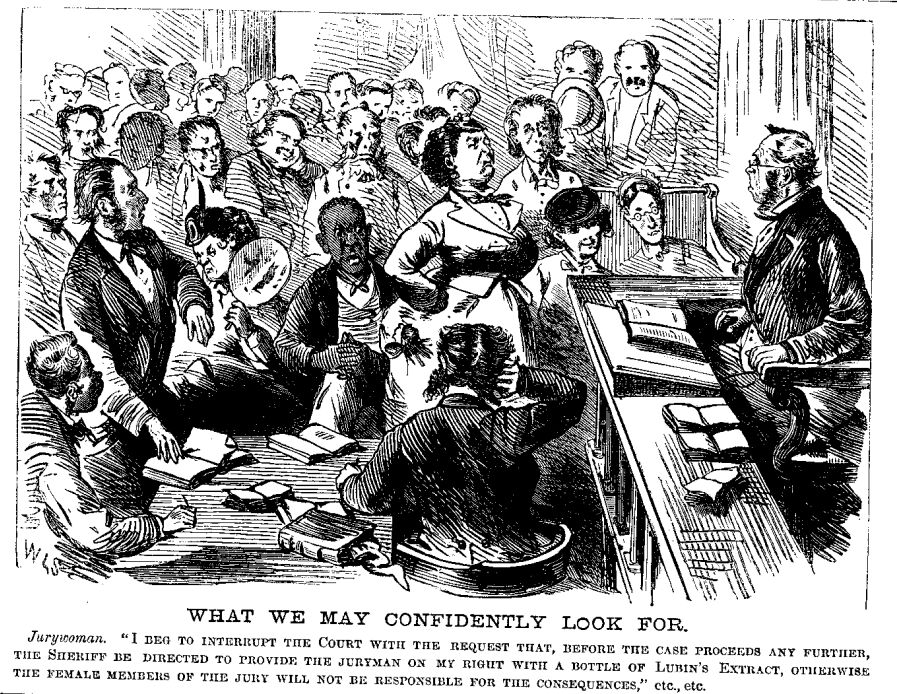 WHAT WE MAY CONFIDENTLY LOOK FOR.
Jurywoman. "I BEG TO INTERRUPT THE COURT WITH THE REQUEST THAT, BEFORE THE CASE PROCEEDS ANY FURTHER,
THE SHERIFF BE DIRECTED TO PROVIDE THE JURYMAN ON MY RIGHT WITH A BOTTLE OF LUBIN'S EXTRACT, OTHERWISE
THE FEMALE MEMBERS OF THE JURY WILL NOT BE RESPONSIBLE FOR THE CONSEQUENCES," etc., etc.